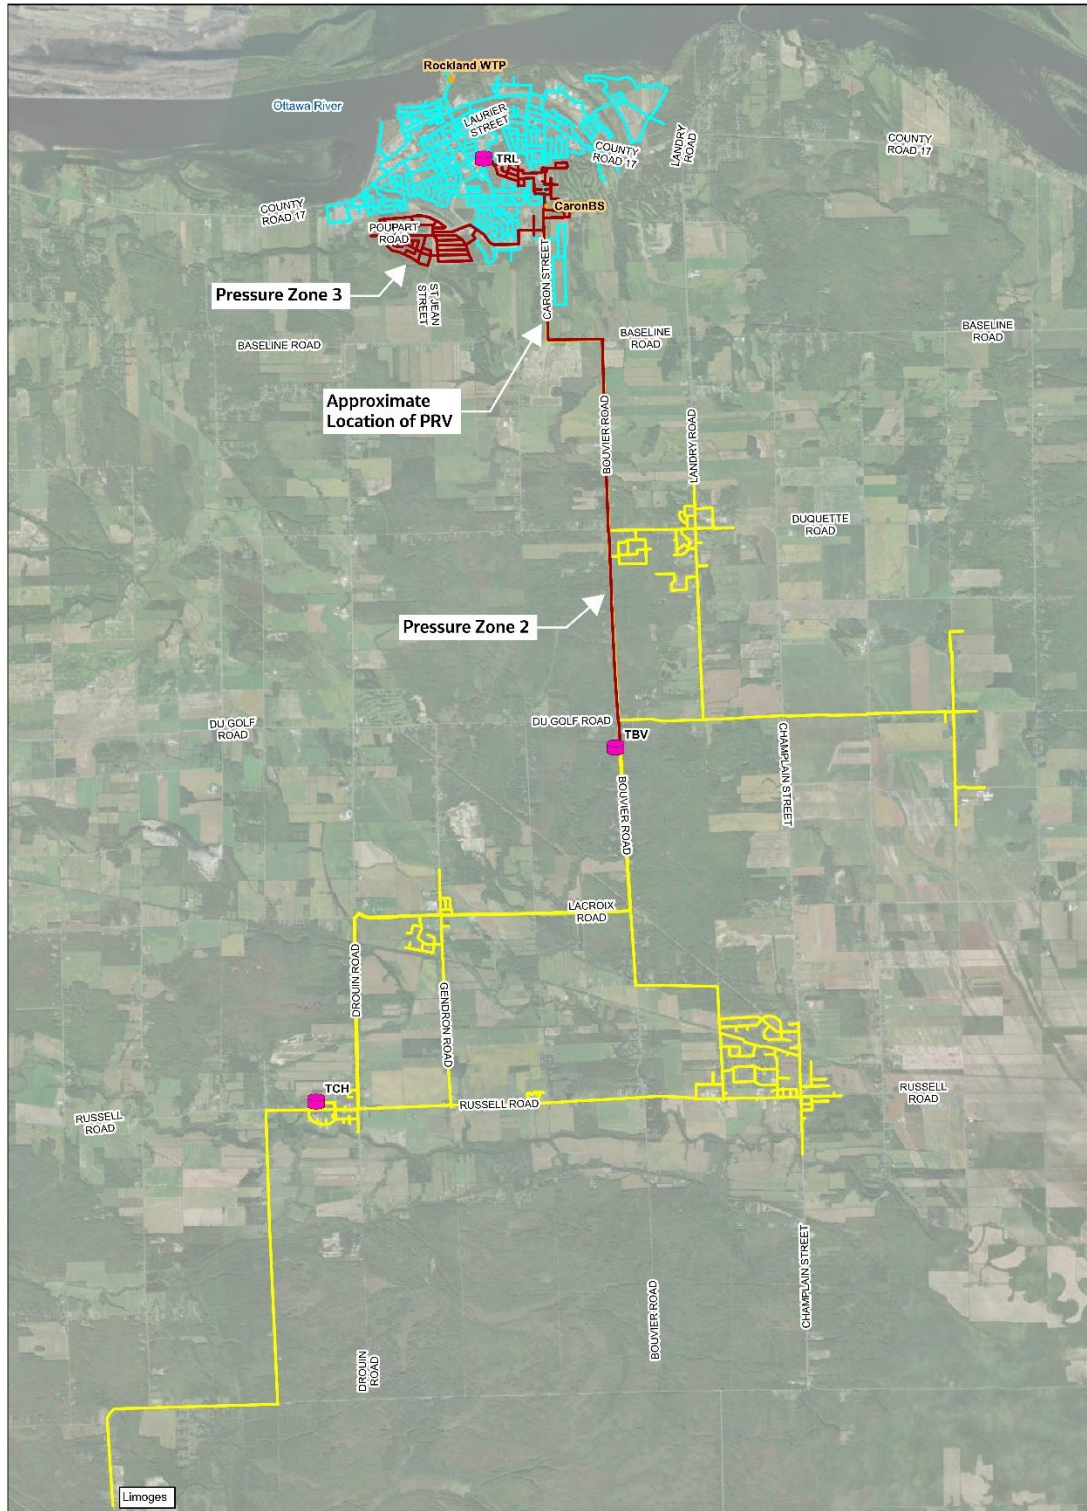 Rockland WTP
Ottawa River
LAURIER
STREET
TRL
COUNTY
ROAD 17
LANDRY
ROAD
COUNTY
ROAD 17
COUNTY
ROAD 17
CaronBS
POUPART
ROAD
Pressure Zone 3
ST JEAN
STREET
CARON STREET
BASELINE ROAD
BASELINE
ROAD
BASELINE
ROAD
Approximate
Location of PRV
BOUVIER ROAD
LANDRY ROAD
DUQUETTE
ROAD
Pressure Zone 2
DU GOLF
ROAD
DU GOLF ROAD
TBV
CHAMPLAIN STREET
BOUVIER ROAD
LACROIX
ROAD
DROUIN ROAD
GENDRON ROAD
TCH
RUSSELL
ROAD
RUSSELL ROAD
RUSSELL
ROAD
CHAMPLAIN STREET
BOUVIER ROAD
DROUIN
ROAD
Limoges